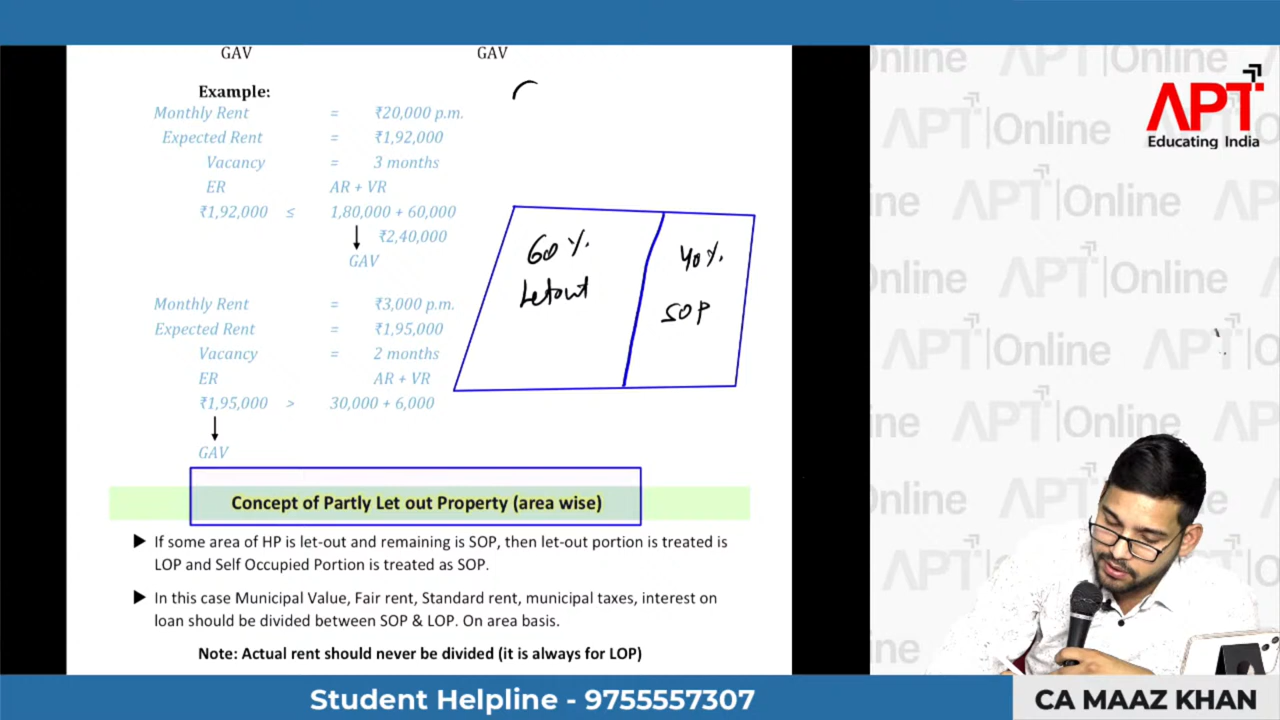 GAV GAV
Example:
Monthly Rent = ₹20,000 p.m.
Expected Rent = ₹1,92,000
Vacancy = 3 months
ER AR + VR
₹1,92,000 ≤ 1,80,000 + 60,000
₹2,40,000
GAV
Monthly Rent = ₹3,000 p.m.
Expected Rent = ₹1,95,000
Vacancy = 2 months
ER AR + VR
₹1,95,000 > 30,000 + 6,000
GAV
60 %
Letout
40 %
SOP
Concept of Partly Let out Property (area wise)
▶ If some area of HP is let-out and remaining is SOP, then let-out portion is treated is
LOP and Self Occupied Portion is treated as SOP.
▶ In this case Municipal Value, Fair rent, Standard rent, municipal taxes, interest on
loan should be divided between SOP & LOP. On area basis.
Note: Actual rent should never be divided (it is always for LOP)
APT
Educating India
Student Helpline - 9755557307
CA MAAZ KHAN